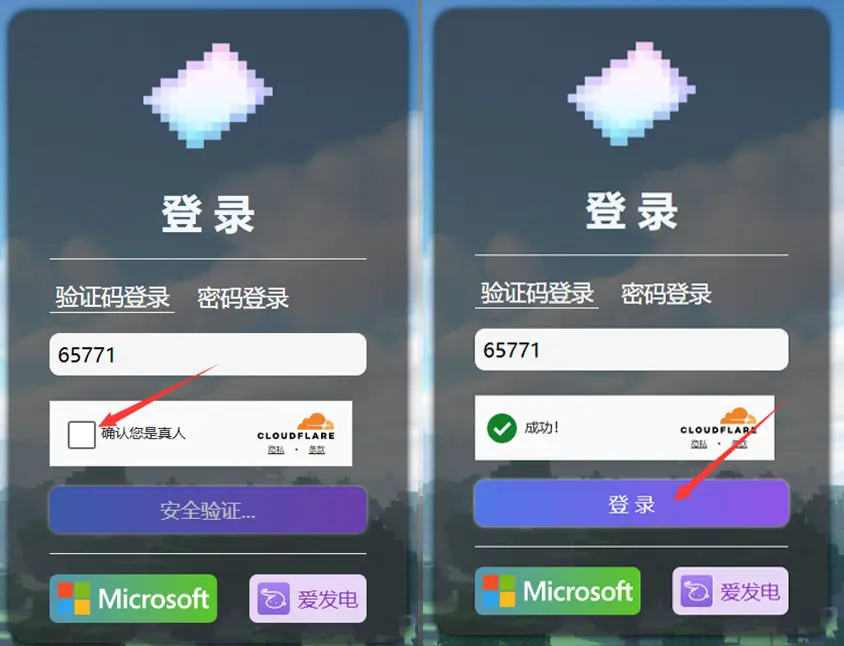 登 录
验证码登录 密码登录
65771
确认您是真人
CLOUDFLARE
隐私 • 条款
安全验证...
Microsoft 爱发电
登 录
验证码登录 密码登录
65771
成功!
CLOUDFLARE
隐私 • 条款
登 录
Microsoft 爱发电